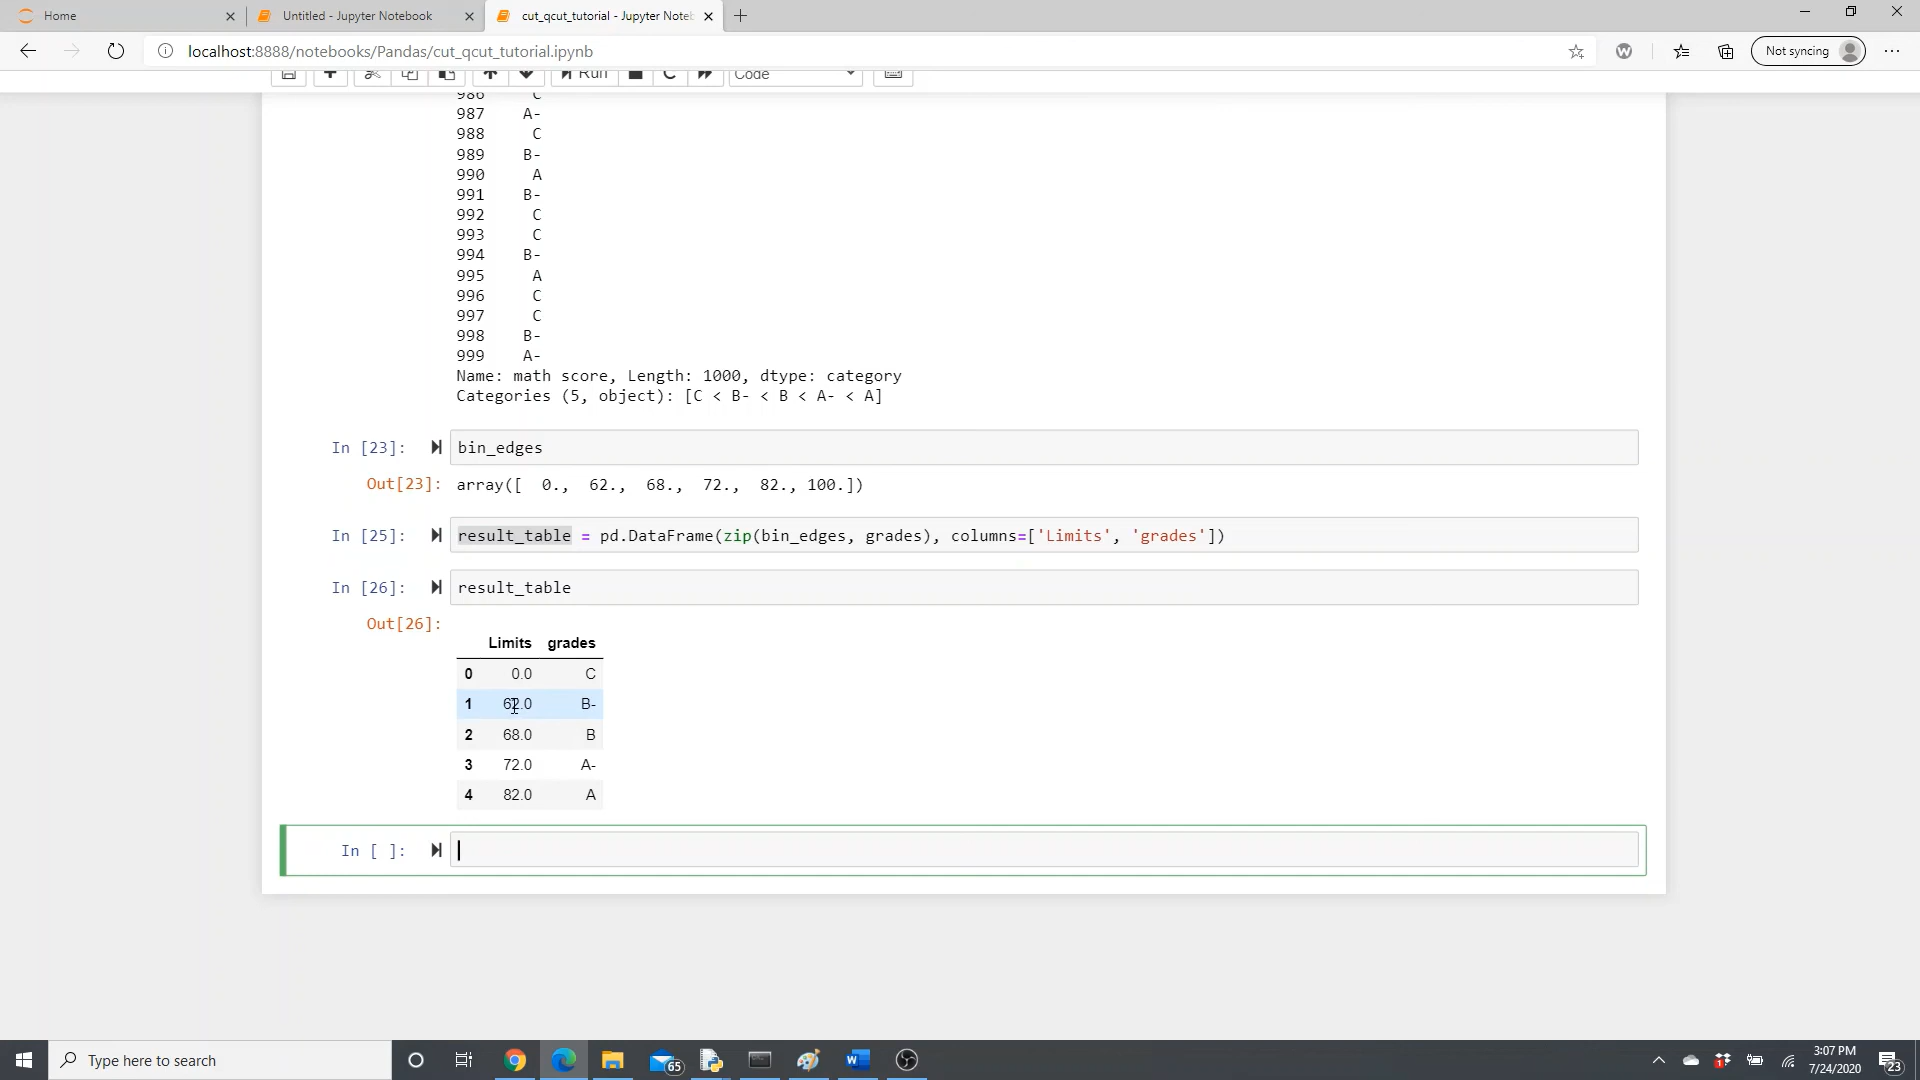 Home
Untitled - Jupyter Notebook
cut_qcut_tutorial - Jupyter Noteb
localhost:8888/notebooks/Pandas/cut_qcut_tutorial.ipynb
Not syncing
Run
Code
986 C
987 A-
988 C
989 B-
990 A
991 B-
992 C
993 C
994 B-
995 A
996 C
997 C
998 B-
999 A-
Name: math score, Length: 1000, dtype: category
Categories (5, object): [C < B- < B < A- < A]
In [23]: bin_edges
Out[23]: array([ 0., 62., 68., 72., 82., 100.])
In [25]: result_table = pd.DataFrame(zip(bin_edges, grades), columns=['Limits', 'grades'])
In [26]: result_table
Out[26]:
Limits grades
0 0.0 C
1 62.0 B-
2 68.0 B
3 72.0 A-
4 82.0 A
In [ ]:
Type here to search
65
1
3:07 PM
7/24/2020
23